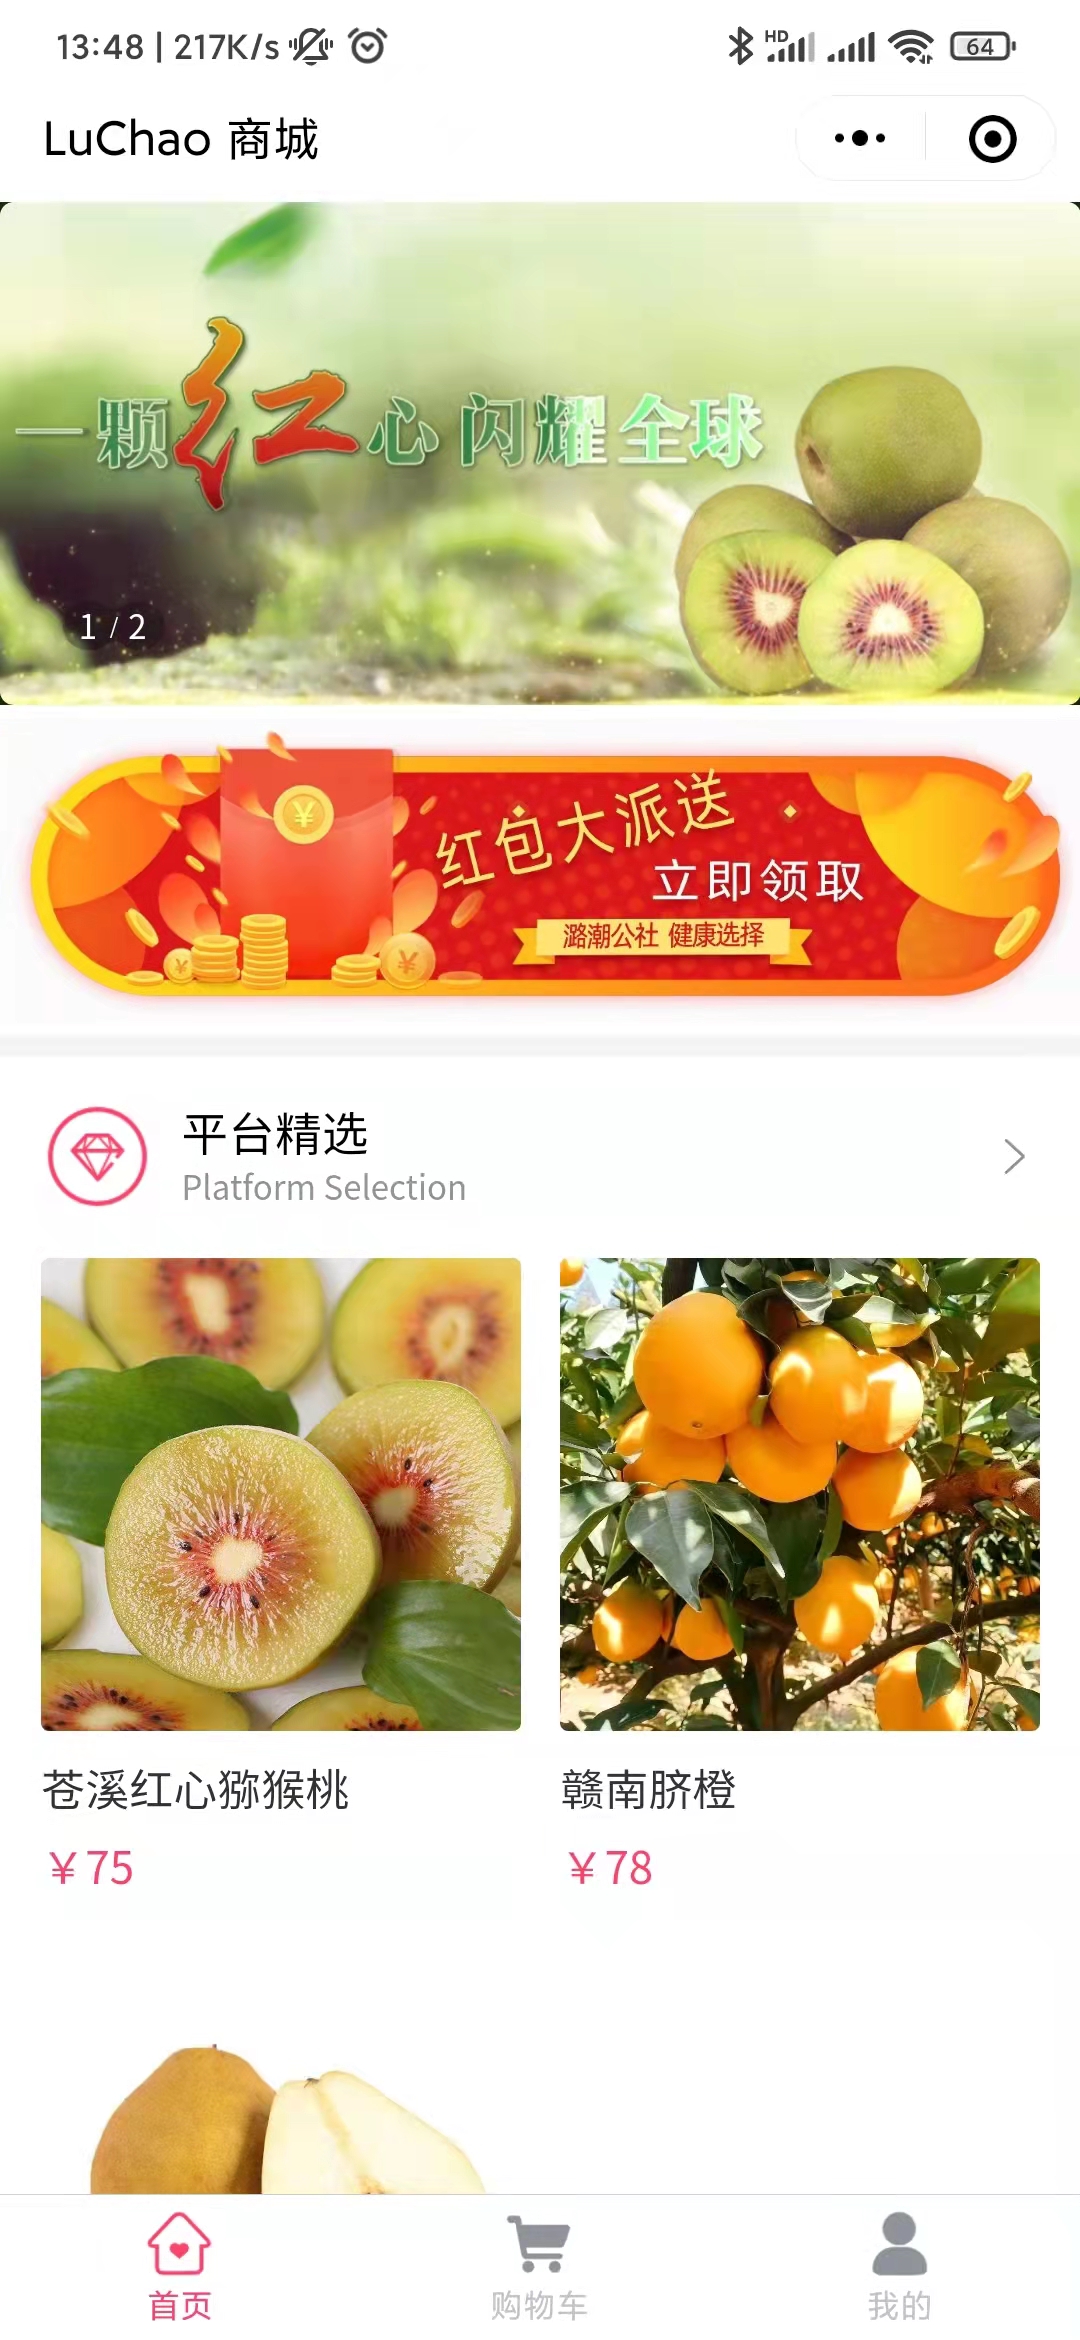 13:48 | 217K/s
HD
64
LuChao 商城
一颗红心闪耀全球
1 / 2
¥
红包大派送
立即领取
潞潮公社 健康选择
¥
¥
平台精选
Platform Selection
苍溪红心猕猴桃
赣南脐橙
￥75
￥78
首页
购物车
我的